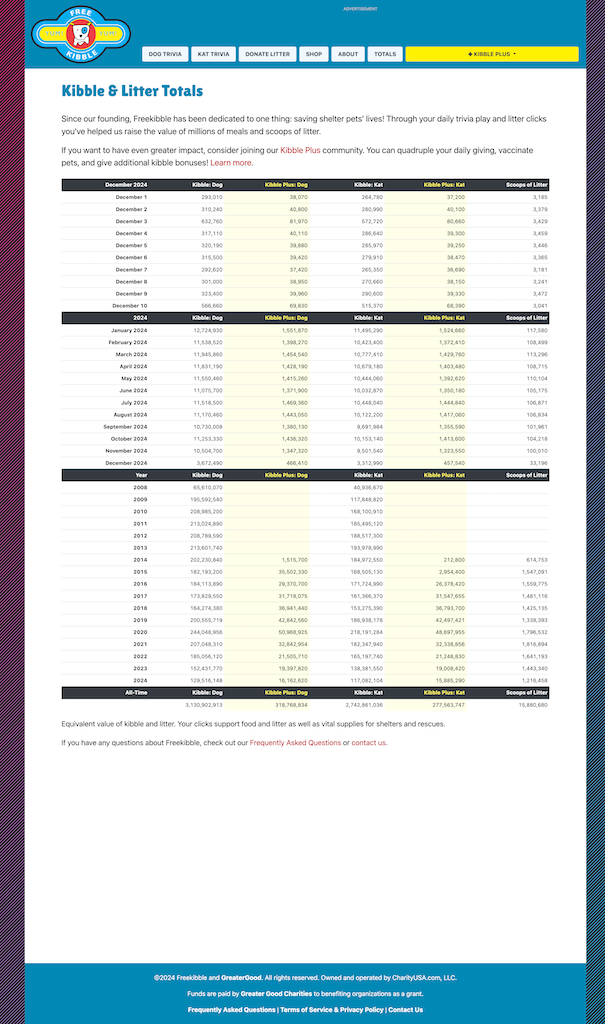 ADVERTISEMENT
FREE
KIBBLE
DOG TRIVIA KAT TRIVIA DONATE LITTER SHOP ABOUT TOTALS + KIBBLE PLUS
Kibble & Litter Totals
Since our founding, Freekibble has been dedicated to one thing: saving shelter pets' lives! Through your daily trivia play and litter clicks
you've helped us raise the value of millions of meals and scoops of litter.
If you want to have even greater impact, consider joining our Kibble Plus community. You can quadruple your daily giving, vaccinate
pets, and give additional kibble bonuses! Learn more.
December 2024 Kibble: Dog Kibble Plus: Dog Kibble: Kat Kibble Plus: Kat Scoops of Litter
December 1 293,010 38,070 264,780 37,200 3,185
December 2 310,240 40,800 280,990 40,100 3,379
December 3 632,760 81,970 572,720 80,660 3,429
December 4 317,110 40,110 286,640 39,300 3,459
December 5 320,190 39,880 285,970 39,250 3,446
December 6 315,500 39,420 279,910 38,470 3,365
December 7 292,620 37,420 265,350 36,690 3,181
December 8 301,000 38,950 270,660 38,150 3,241
December 9 323,400 39,960 290,600 39,330 3,472
December 10 566,660 69,830 515,370 68,390 3,041
2024 Kibble: Dog Kibble Plus: Dog Kibble: Kat Kibble Plus: Kat Scoops of Litter
January 2024 12,724,930 1,551,870 11,495,290 1,524,660 117,580
February 2024 11,538,520 1,398,270 10,423,400 1,372,410 108,499
March 2024 11,945,860 1,454,540 10,777,410 1,429,760 113,296
April 2024 11,831,190 1,428,190 10,679,180 1,403,480 108,715
May 2024 11,550,460 1,415,260 10,444,060 1,392,620 110,104
June 2024 11,075,700 1,371,900 10,032,870 1,350,180 105,175
July 2024 11,518,500 1,469,360 10,448,040 1,444,840 106,871
August 2024 11,170,460 1,443,050 10,122,200 1,417,060 106,834
September 2024 10,730,008 1,380,130 9,691,984 1,355,590 101,961
October 2024 11,253,330 1,436,320 10,153,140 1,413,600 104,218
November 2024 10,504,700 1,347,320 9,501,540 1,323,550 100,010
December 2024 3,672,490 466,410 3,312,990 457,540 33,196
Year Kibble: Dog Kibble Plus: Dog Kibble: Kat Kibble Plus: Kat Scoops of Litter
2008 65,610,070 40,936,670
2009 195,592,540 117,848,820
2010 208,985,200 168,100,910
2011 213,024,890 185,495,120
2012 208,789,590 188,517,300
2013 213,601,740 193,978,990
2014 202,230,840 1,515,700 184,972,550 212,800 614,753
2015 182,193,200 35,502,330 168,505,130 2,954,400 1,547,091
2016 184,113,890 29,370,700 171,724,990 26,378,420 1,559,775
2017 173,829,550 31,718,075 161,366,370 31,547,655 1,481,116
2018 164,274,380 36,941,440 153,275,390 36,793,700 1,425,135
2019 200,555,719 42,842,560 186,938,178 42,497,421 1,338,393
2020 244,048,956 50,968,925 218,191,284 48,697,955 1,796,532
2021 207,048,310 32,842,954 182,347,940 32,338,856 1,816,894
2022 185,056,120 21,505,710 165,197,740 21,248,830 1,641,193
2023 152,431,770 19,397,820 138,381,550 19,008,420 1,443,340
2024 129,516,148 16,162,620 117,082,104 15,885,290 1,216,458
All-Time Kibble: Dog Kibble Plus: Dog Kibble: Kat Kibble Plus: Kat Scoops of Litter
3,130,902,913 318,768,834 2,742,861,036 277,563,747 15,880,680
Equivalent value of kibble and litter. Your clicks support food and litter as well as vital supplies for shelters and rescues.
If you have any questions about Freekibble, check out our Frequently Asked Questions or contact us.
©2024 Freekibble and GreaterGood. All rights reserved. Owned and operated by CharityUSA.com, LLC.
Funds are paid by Greater Good Charities to benefiting organizations as a grant.
Frequently Asked Questions | Terms of Service & Privacy Policy | Contact Us